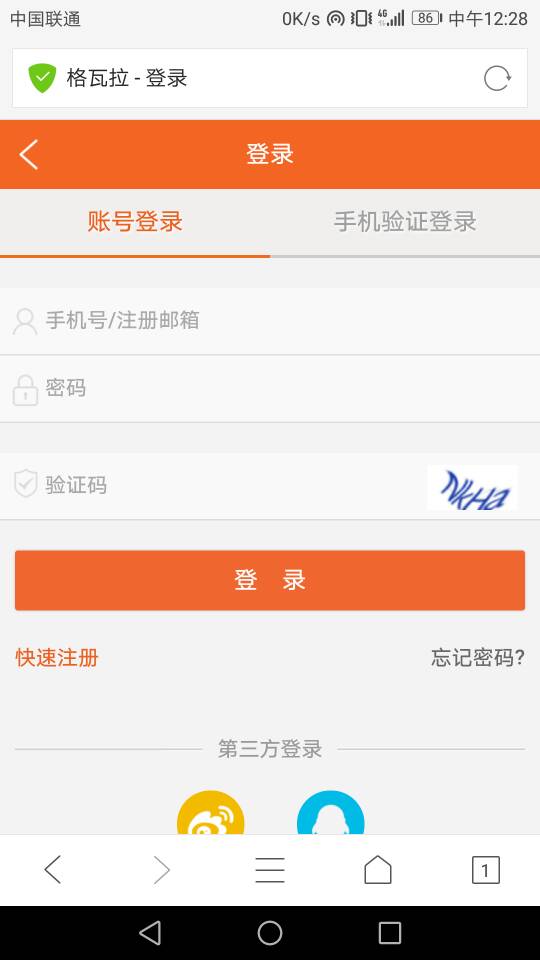 中国联通 0K/s 4G 86 中午12:28
格瓦拉 - 登录
登录
账号登录 手机验证登录
手机号/注册邮箱
密码
验证码 NKHa
登 录
快速注册 忘记密码?
第三方登录
1